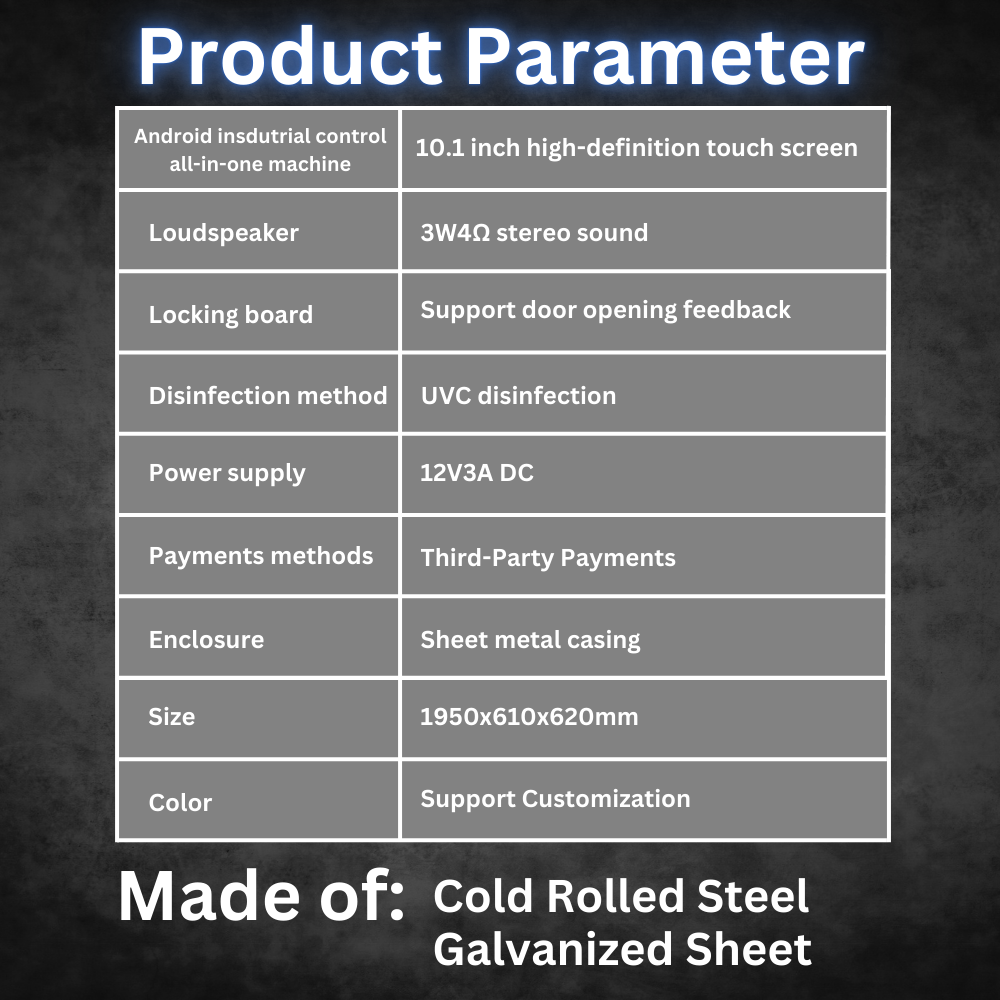 Product Parameter
Android insdutrial control
all-in-one machine
10.1 inch high-definition touch screen
Loudspeaker
3W4Ω stereo sound
Locking board
Support door opening feedback
Disinfection method
UVC disinfection
Power supply
12V3A DC
Payments methods
Third-Party Payments
Enclosure
Sheet metal casing
Size
1950x610x620mm
Color
Support Customization
Made of:
Cold Rolled Steel
Galvanized Sheet